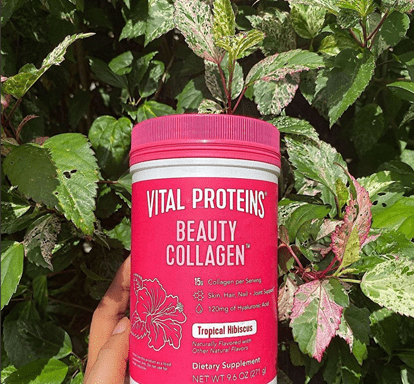 VITAL PROTEINS®
BEAUTY
COLLAGEN™
15g Collagen per Serving
Skin, Hair, Nail + Joint Support
120mg of Hyaluronic Acid
Tropical Hibiscus
Naturally Flavored with
Other Natural Flavors
Dietary Supplement
NET WT 9.6 OZ (271 g)